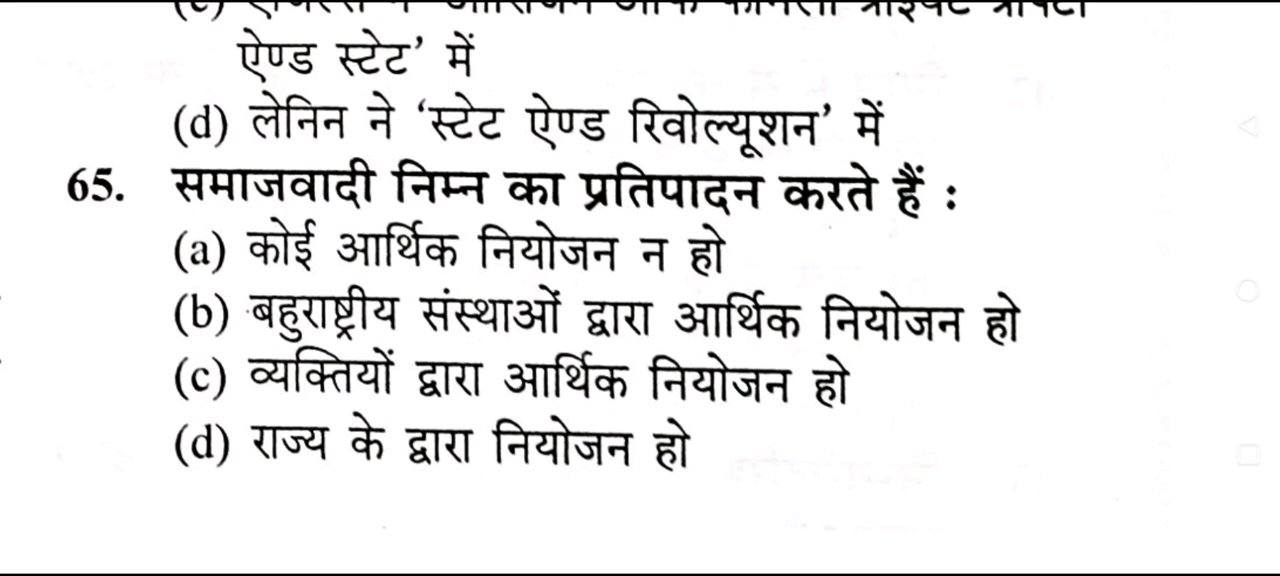 ऐण्ड स्टेट’ में
(d) लेनिन ने ‘स्टेट ऐण्ड रिवोल्यूशन’ में
65. समाजवादी निम्न का प्रतिपादन करते हैं :
(a) कोई आर्थिक नियोजन न हो
(b) बहुराष्ट्रीय संस्थाओं द्वारा आर्थिक नियोजन हो
(c) व्यक्तियों द्वारा आर्थिक नियोजन हो
(d) राज्य के द्वारा नियोजन हो